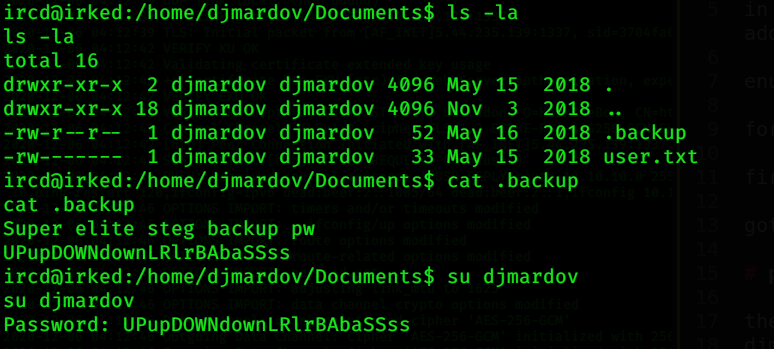 ircd@irked:/home/djmardov/Documents$ ls -la
ls -la
total 16
drwxr-xr-x  2 djmardov djmardov 4096 May 15  2018 .
drwxr-xr-x 18 djmardov djmardov 4096 Nov  3  2018 ..
-rw-r--r--  1 djmardov djmardov   52 May 16  2018 .backup
-rw-------  1 djmardov djmardov   33 May 15  2018 user.txt
ircd@irked:/home/djmardov/Documents$ cat .backup
cat .backup
Super elite steg backup pw
UPupDOWNdownLRlrBAbaSSss
ircd@irked:/home/djmardov/Documents$ su djmardov
su djmardov
Password: UPupDOWNdownLRlrBAbaSSss